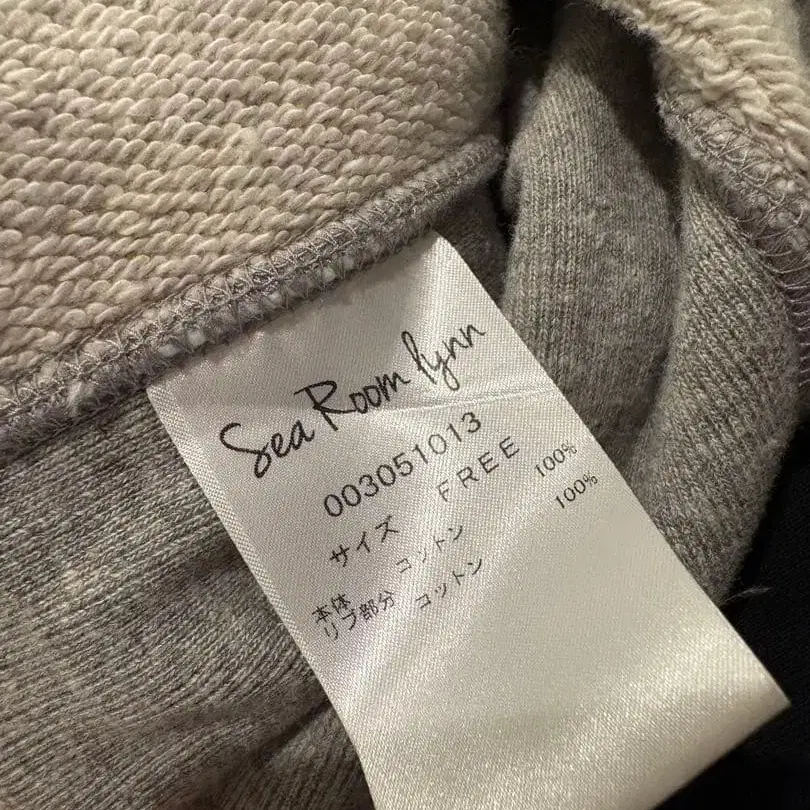 Sea Room lynn
003051013
サイズ FREE
本体 コットン 100%
リブ部分 コットン 100%